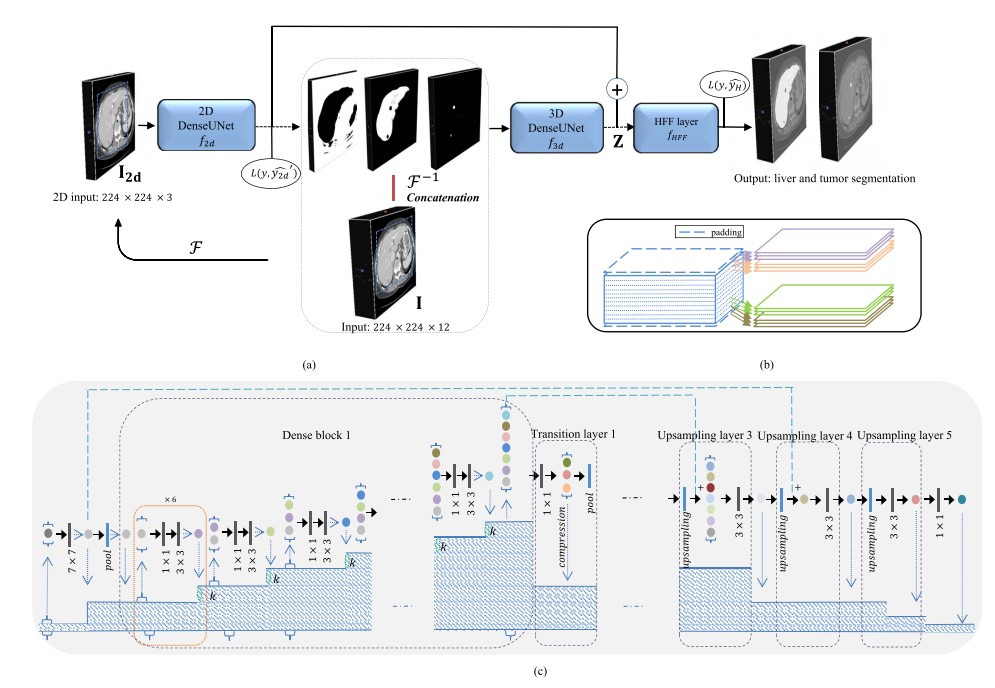 2D
DenseUNet
f_{2d}
I_{2d}
2D input: 224 × 224 × 3
L(y, \widehat{y_{2d}}')
\mathcal{F}
\mathcal{F}^{-1}
Concatenation
I
Input: 224 × 224 × 12
3D
DenseUNet
f_{3d}
+
Z
HFF layer
f_{HFF}
L(y, \widehat{y_H})
Output: liver and tumor segmentation
padding
(a)
(b)
Dense block 1
Transition layer 1
Upsampling layer 3
Upsampling layer 4
Upsampling layer 5
× 6
7 × 7
pool
1 × 1
3 × 3
k
1 × 1
3 × 3
k
1 × 1
3 × 3
k
k
1 × 1
3 × 3
k
1 × 1
compression
pool
upsampling
+
3 × 3
upsampling
+
3 × 3
upsampling
3 × 3
1 × 1
(c)